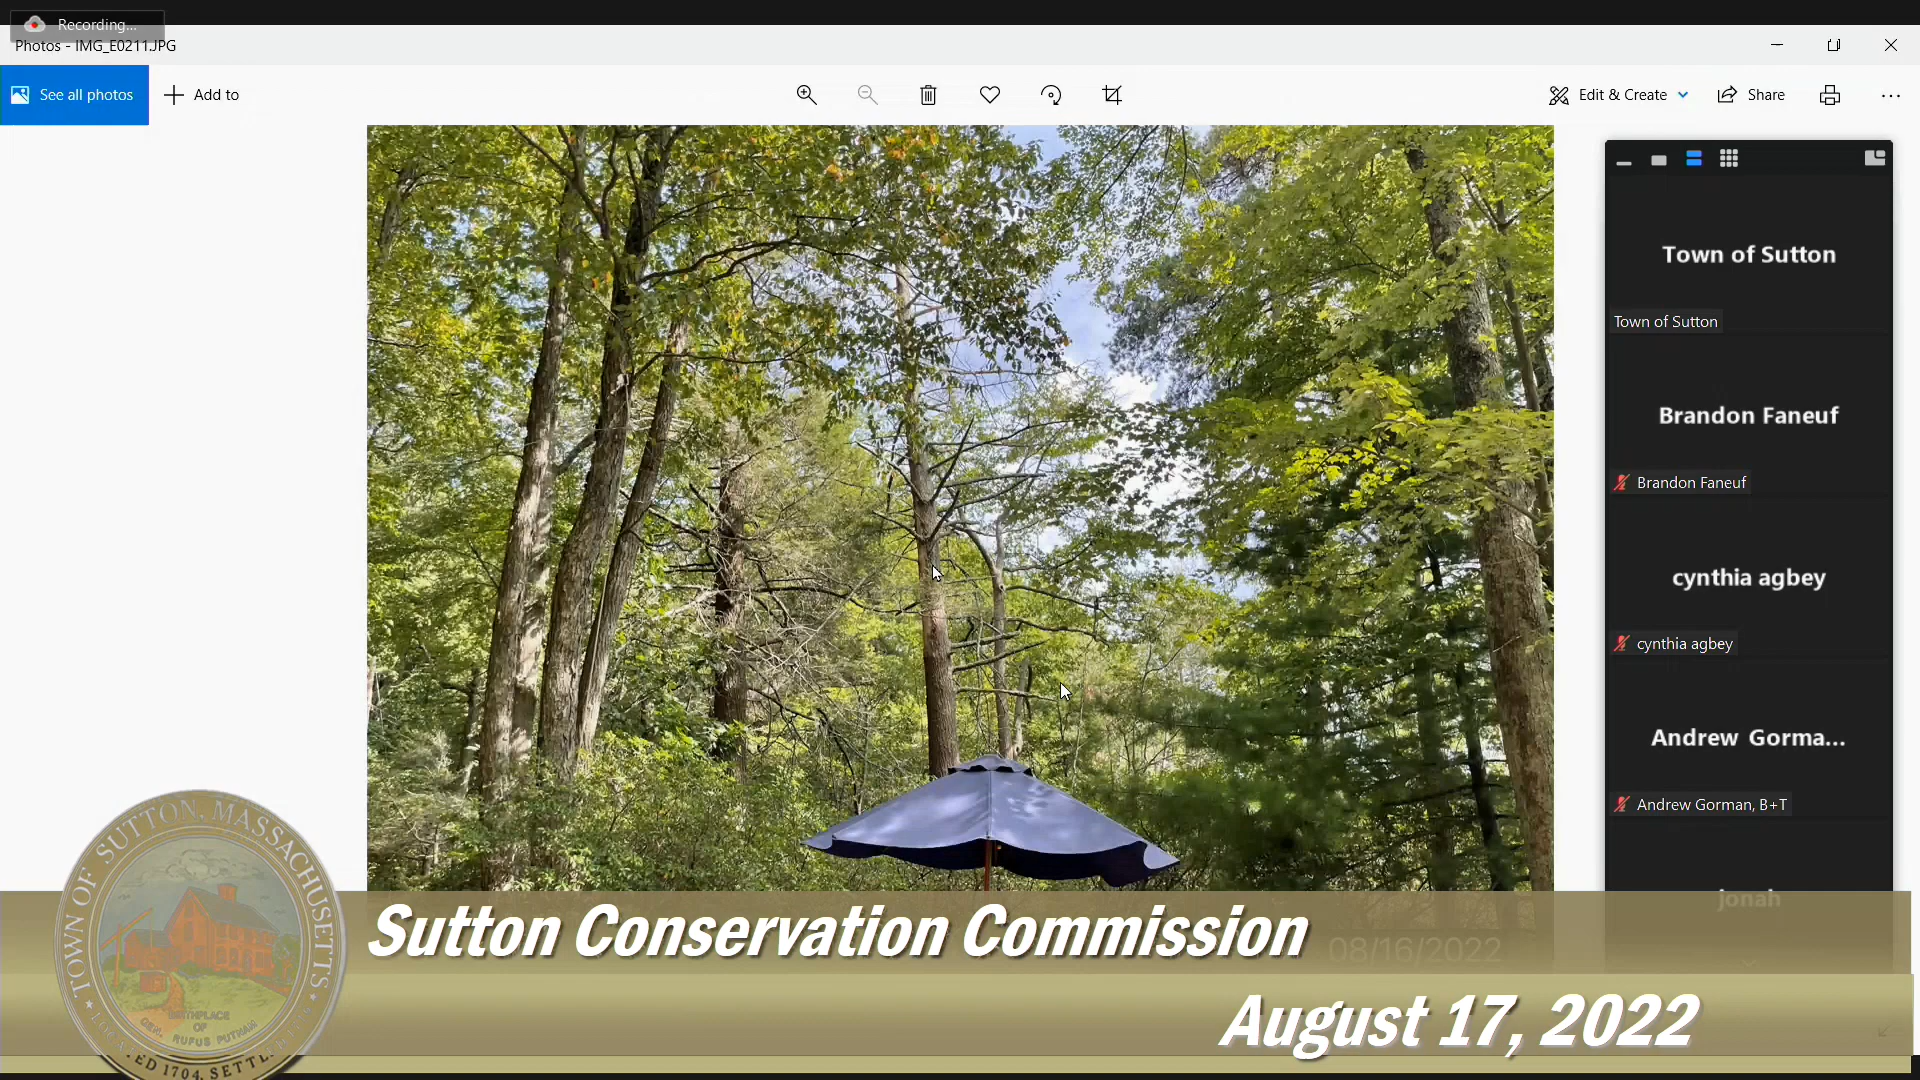 Recording...
Photos - IMG_E0211.JPG
See all photos
Add to
Edit & Create
Share
Town of Sutton
Town of Sutton
Brandon Faneuf
Brandon Faneuf
cynthia agbey
cynthia agbey
Andrew Gorma...
Andrew Gorman, B+T
jonah
TOWN OF SUTTON, MASSACHUSETTS
BIRTHPLACE
OF
GEN. RUFUS PUTNAM
1704, SETTLE
Sutton Conservation Commission
08/16/2022
August 17, 2022